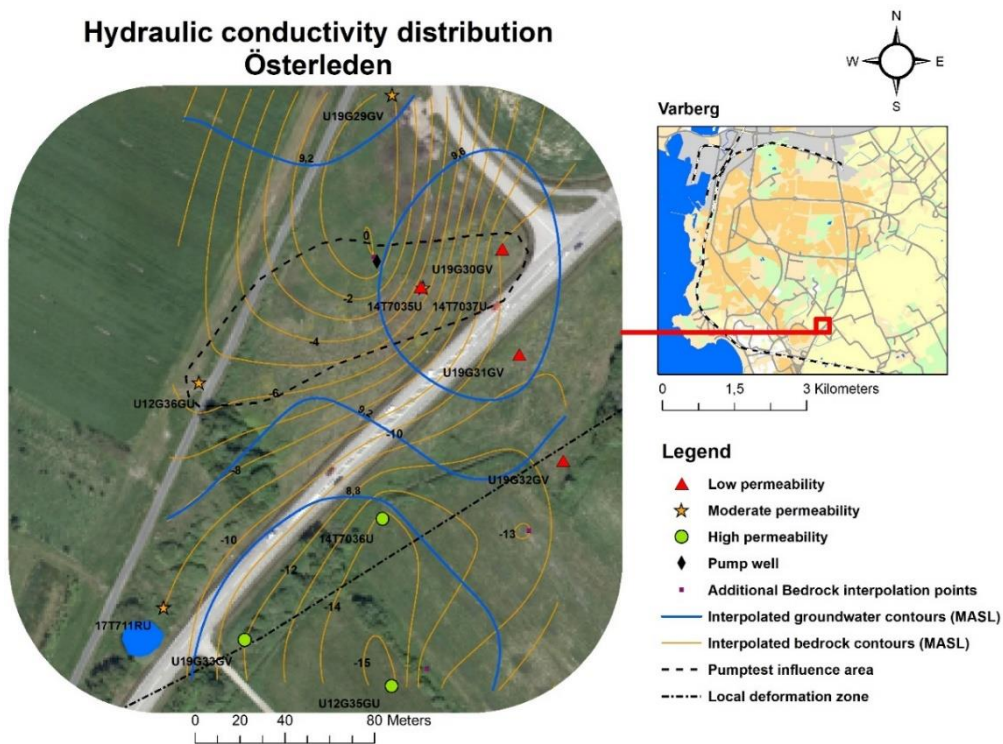 Hydraulic conductivity distribution
Österleden
N
W E
S
Varberg
U19G29GV
9,2
9,6
0
U19G30GV
-2
14T7035U 14T7037U
-4
U19G31GV
-6
U12G36GU
9,2
-10
-8
U19G32GV
8,8
14T7036U
-13
-10
-12
-14
17T711RU
U19G33GV
-15
U12G35GU
0 20 40 80 Meters
0 1,5 3 Kilometers
Legend
Low permeability
Moderate permeability
High permeability
Pump well
Additional Bedrock interpolation points
Interpolated groundwater contours (MASL)
Interpolated bedrock contours (MASL)
Pumptest influence area
Local deformation zone